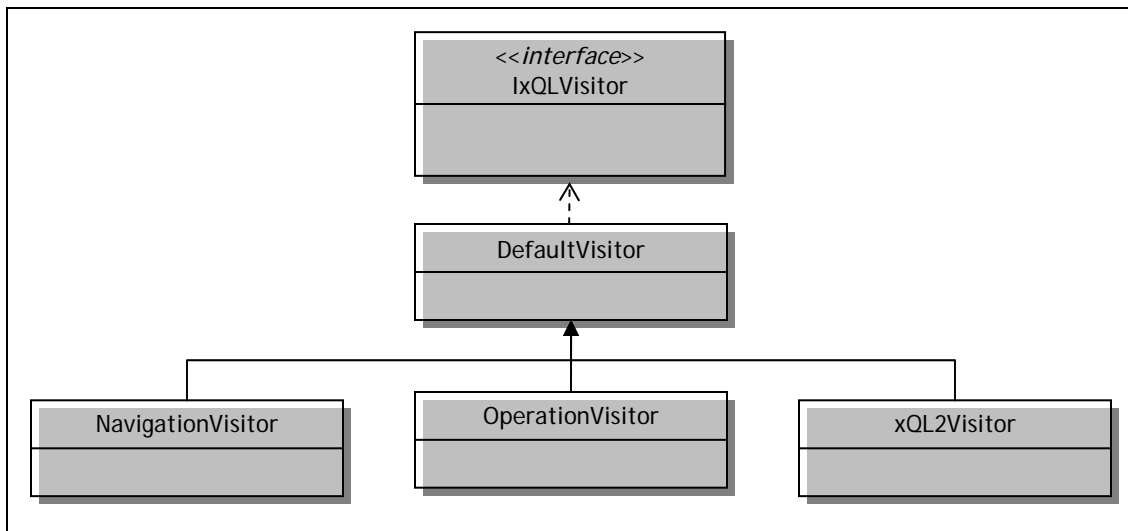 <<interface>>
IxQLVisitor
DefaultVisitor
NavigationVisitor
OperationVisitor
xQL2Visitor